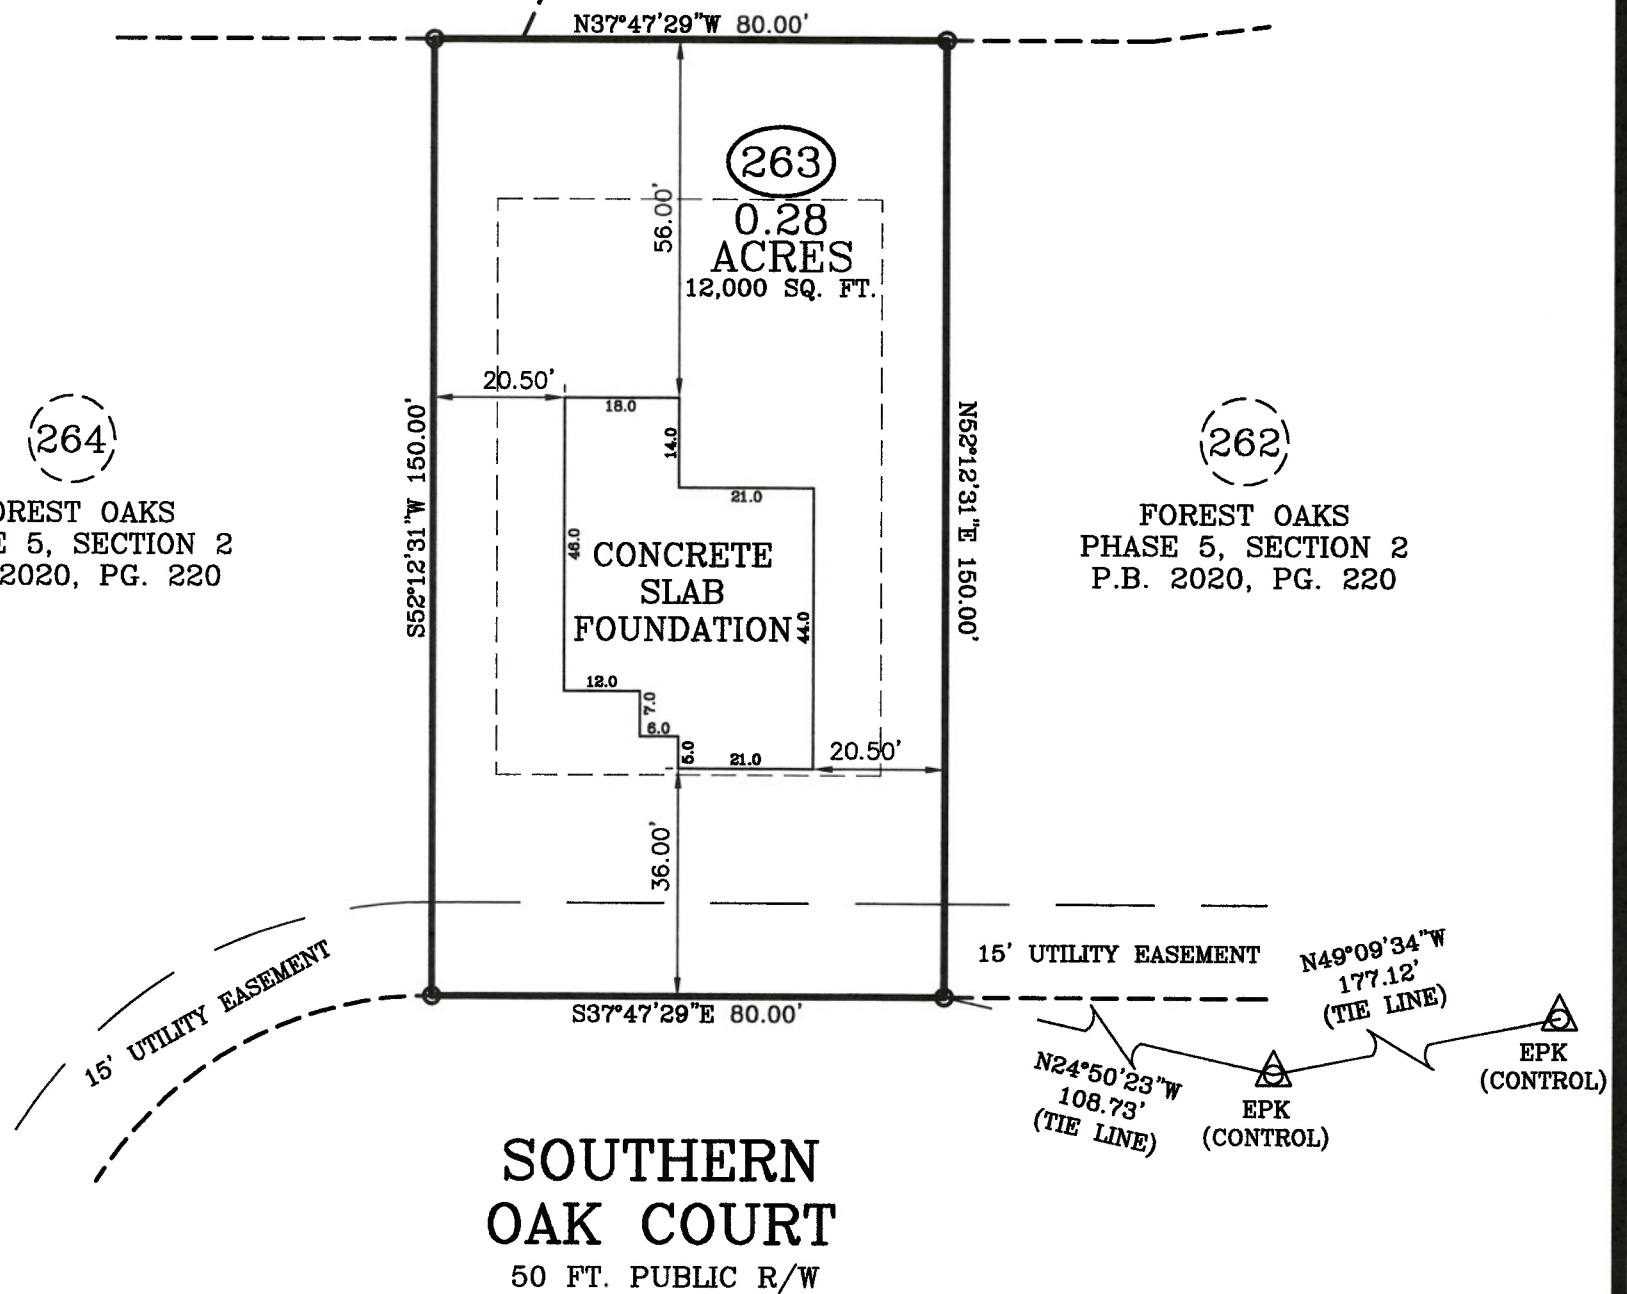 N37°47'29"W 80.00'
263
0.28
ACRES
12,000 SQ. FT.
56.00'
20.50'
18.0
14.0
21.0
46.0
CONCRETE
SLAB
FOUNDATION
44.0
12.0
7.0
6.0
5.0
21.0
20.50'
36.00'
S52°12'31"W 150.00'
N52°12'31"E 150.00'
264
OREST OAKS
E 5, SECTION 2
2020, PG. 220
262
FOREST OAKS
PHASE 5, SECTION 2
P.B. 2020, PG. 220
15' UTILITY EASEMENT
15' UTILITY EASEMENT
S37°47'29"E 80.00'
N49°09'34"W
177.12'
(TIE LINE)
N24°50'23"W
108.73'
(TIE LINE)
EPK
(CONTROL)
EPK
(CONTROL)
SOUTHERN
OAK COURT
50 FT. PUBLIC R/W